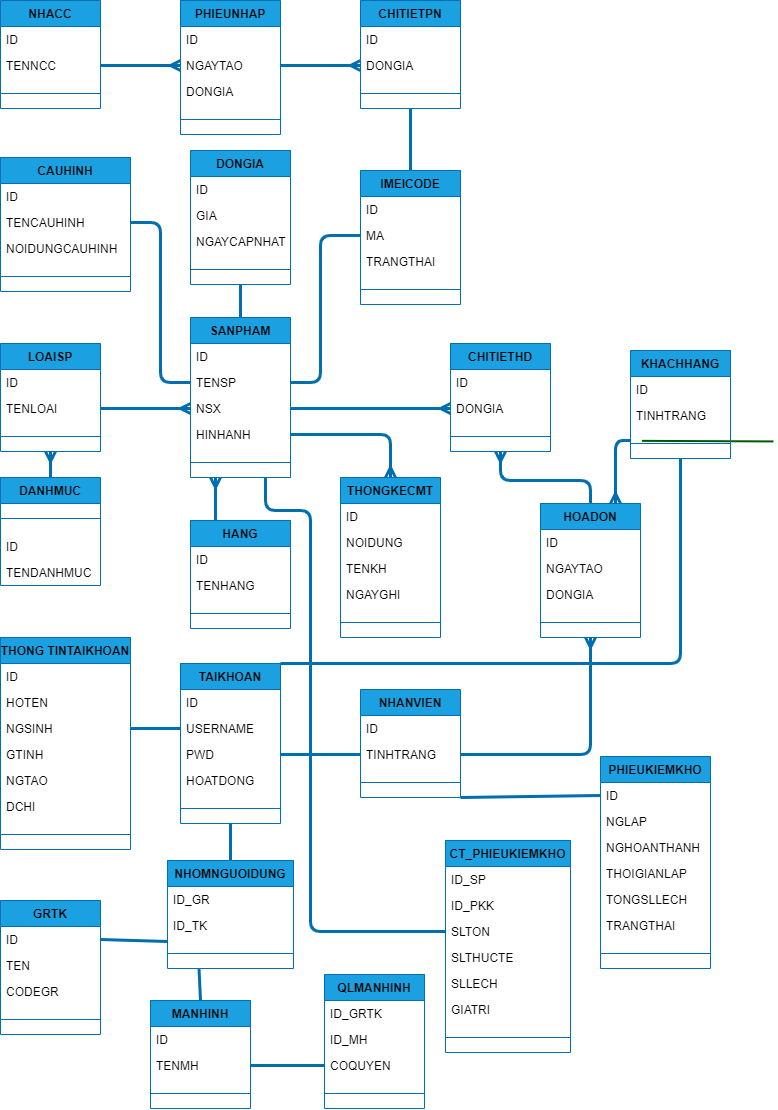 NHACC
ID
TENNCC
PHIEUNHAP
ID
NGAYTAO
DONGIA
CHITIETPN
ID
DONGIA
CAUHINH
ID
TENCAUHINH
NOIDUNGCAUHINH
DONGIA
ID
GIA
NGAYCAPNHAT
IMEICODE
ID
MA
TRANGTHAI
LOAISP
ID
TENLOAI
SANPHAM
ID
TENSP
NSX
HINHANH
CHITIETHD
ID
DONGIA
KHACHHANG
ID
TINHTRANG
DANHMUC
ID
TENDANHMUC
HANG
ID
TENHANG
THONGKECMT
ID
NOIDUNG
TENKH
NGAYGHI
HOADON
ID
NGAYTAO
DONGIA
THONG TINTAIKHOAN
ID
HOTEN
NGSINH
GTINH
NGTAO
DCHI
TAIKHOAN
ID
USERNAME
PWD
HOATDONG
NHANVIEN
ID
TINHTRANG
PHIEUKIEMKHO
ID
NGLAP
NGHOANTHANH
THOIGIANLAP
TONGSLLECH
TRANGTHAI
NHOMNGUOIDUNG
ID_GR
ID_TK
CT_PHIEUKIEMKHO
ID_SP
ID_PKK
SLTON
SLTHUCTE
SLLECH
GIATRI
GRTK
ID
TEN
CODEGR
MANHINH
ID
TENMH
QLMANHINH
ID_GRTK
ID_MH
COQUYEN